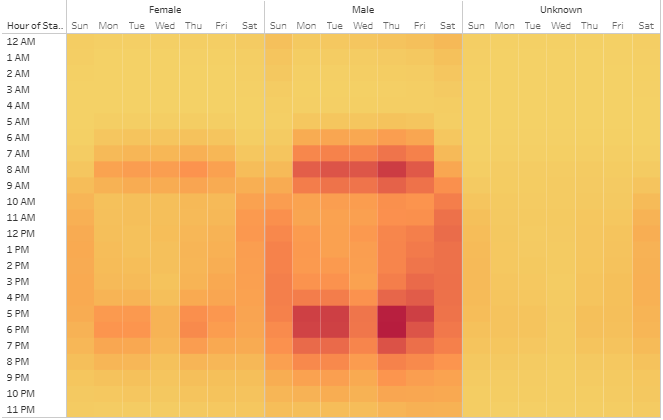 Female Male Unknown
Hour of Sta.. Sun Mon Tue Wed Thu Fri Sat Sun Mon Tue Wed Thu Fri Sat Sun Mon Tue Wed Thu Fri Sat
12 AM
1 AM
2 AM
3 AM
4 AM
5 AM
6 AM
7 AM
8 AM
9 AM
10 AM
11 AM
12 PM
1 PM
2 PM
3 PM
4 PM
5 PM
6 PM
7 PM
8 PM
9 PM
10 PM
11 PM